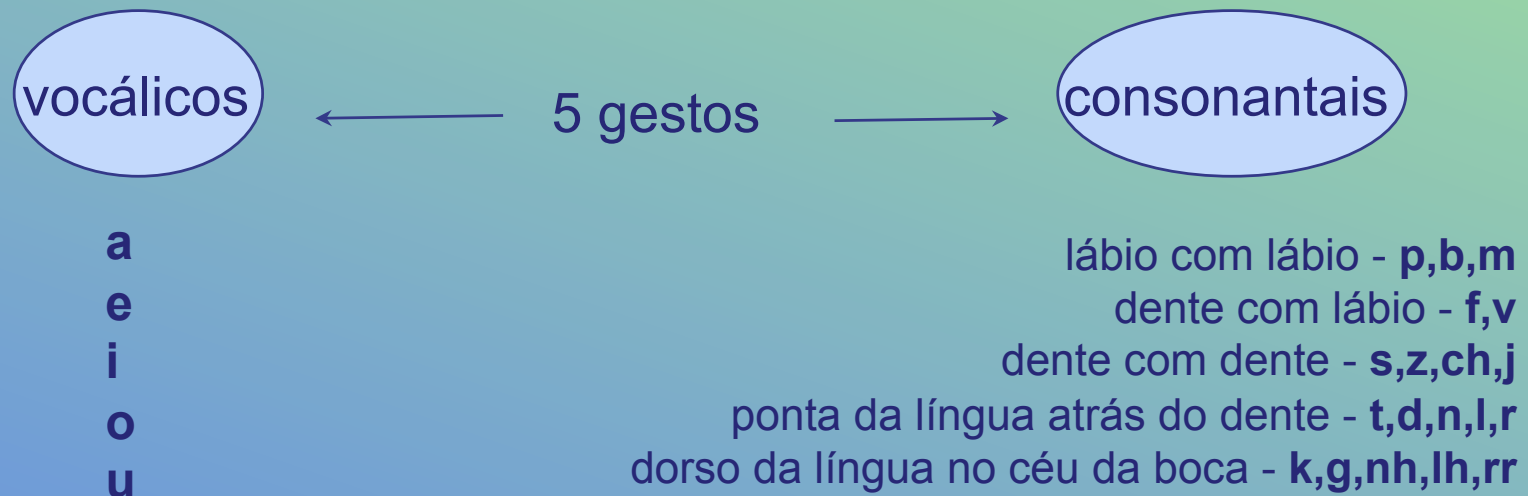 vocálicos
5 gestos
consonantais
a
e
i
o
u
lábio com lábio - p,b,m
dente com lábio - f,v
dente com dente - s,z,ch,j
ponta da língua atrás do dente - t,d,n,l,r
dorso da língua no céu da boca - k,g,nh,lh,rr